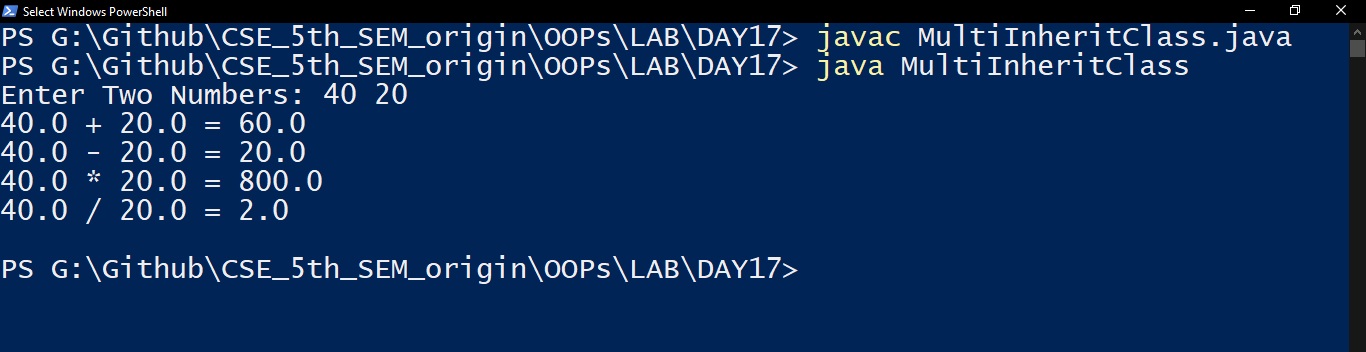 Select Windows PowerShell
PS G:\Github\CSE_5th_SEM_origin\OOPs\LAB\DAY17> javac MultiInheritClass.java
PS G:\Github\CSE_5th_SEM_origin\OOPs\LAB\DAY17> java MultiInheritClass
Enter Two Numbers: 40 20
40.0 + 20.0 = 60.0
40.0 - 20.0 = 20.0
40.0 * 20.0 = 800.0
40.0 / 20.0 = 2.0
PS G:\Github\CSE_5th_SEM_origin\OOPs\LAB\DAY17>